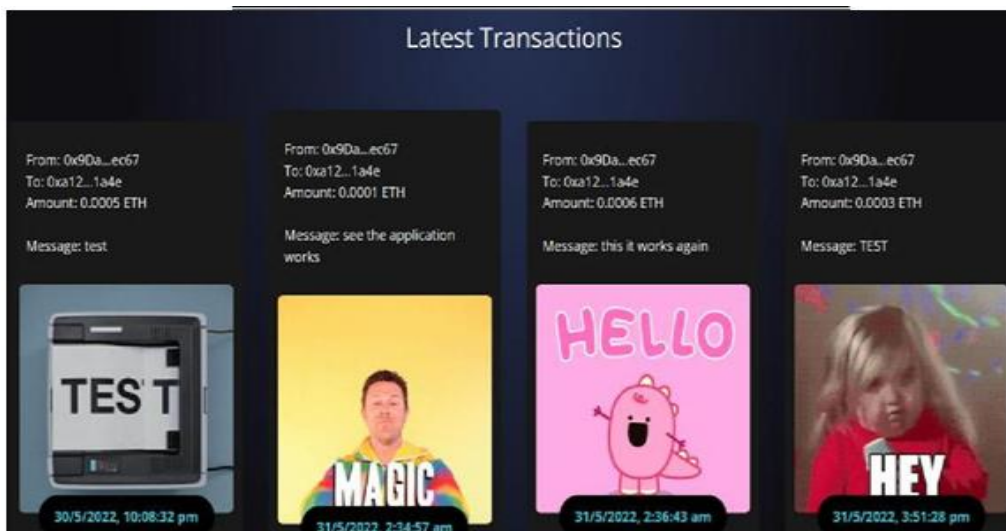 Latest Transactions
From: 0x9Da...ec67
To: 0xa12...1a4e
Amount: 0.0005 ETH
Message: test
TEST
30/5/2022, 10:08:32 pm
From: 0x9Da...ec67
To: 0xa12...1a4e
Amount: 0.0001 ETH
Message: see the application
works
MAGIC
31/5/2022, 2:34:57 am
From: 0x9Da...ec67
To: 0xa12...1a4e
Amount: 0.0006 ETH
Message: this it works again
HELLO
31/5/2022, 2:36:43 am
From: 0x9Da...ec67
To: 0xa12...1a4e
Amount: 0.0003 ETH
Message: TEST
HEY
31/5/2022, 3:51:28 pm